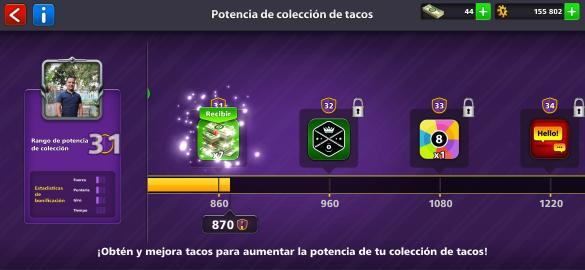 Potencia de colección de tacos
44
155 802
31
32
33
34
Recibir
x7
8
x1
Hello!
Rango de potencia
de colección
31
Estadísticas
de
bonificación
Fuerza
Puntería
Giro
Tiempo
860
960
1080
1220
870
¡Obtén y mejora tacos para aumentar la potencia de tu colección de tacos!